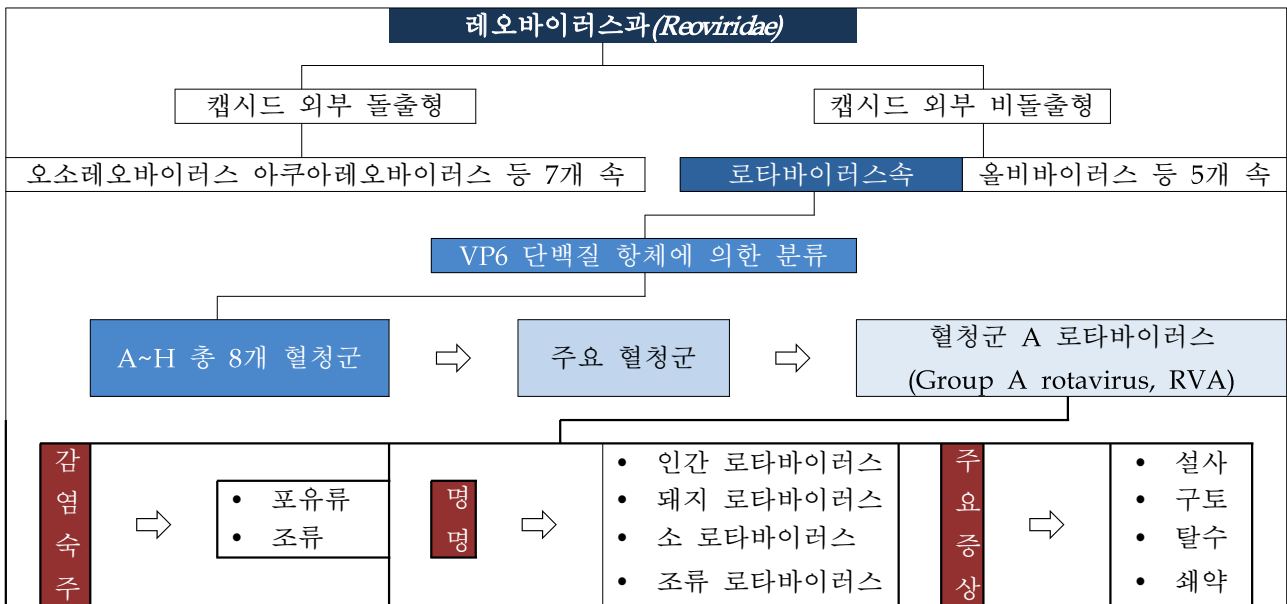 레오바이러스과(Reoviridae)
캡시드 외부 돌출형
캡시드 외부 비돌출형
오소레오바이러스 아쿠아레오바이러스 등 7개 속
로타바이러스속
올비바이러스 등 5개 속
VP6 단백질 항체에 의한 분류
A~H 총 8개 혈청군
주요 혈청군
혈청군 A 로타바이러스
(Group A rotavirus, RVA)
감염숙주
• 포유류
• 조류
명명
• 인간 로타바이러스
• 돼지 로타바이러스
• 소 로타바이러스
• 조류 로타바이러스
주요증상
• 설사
• 구토
• 탈수
• 쇄약